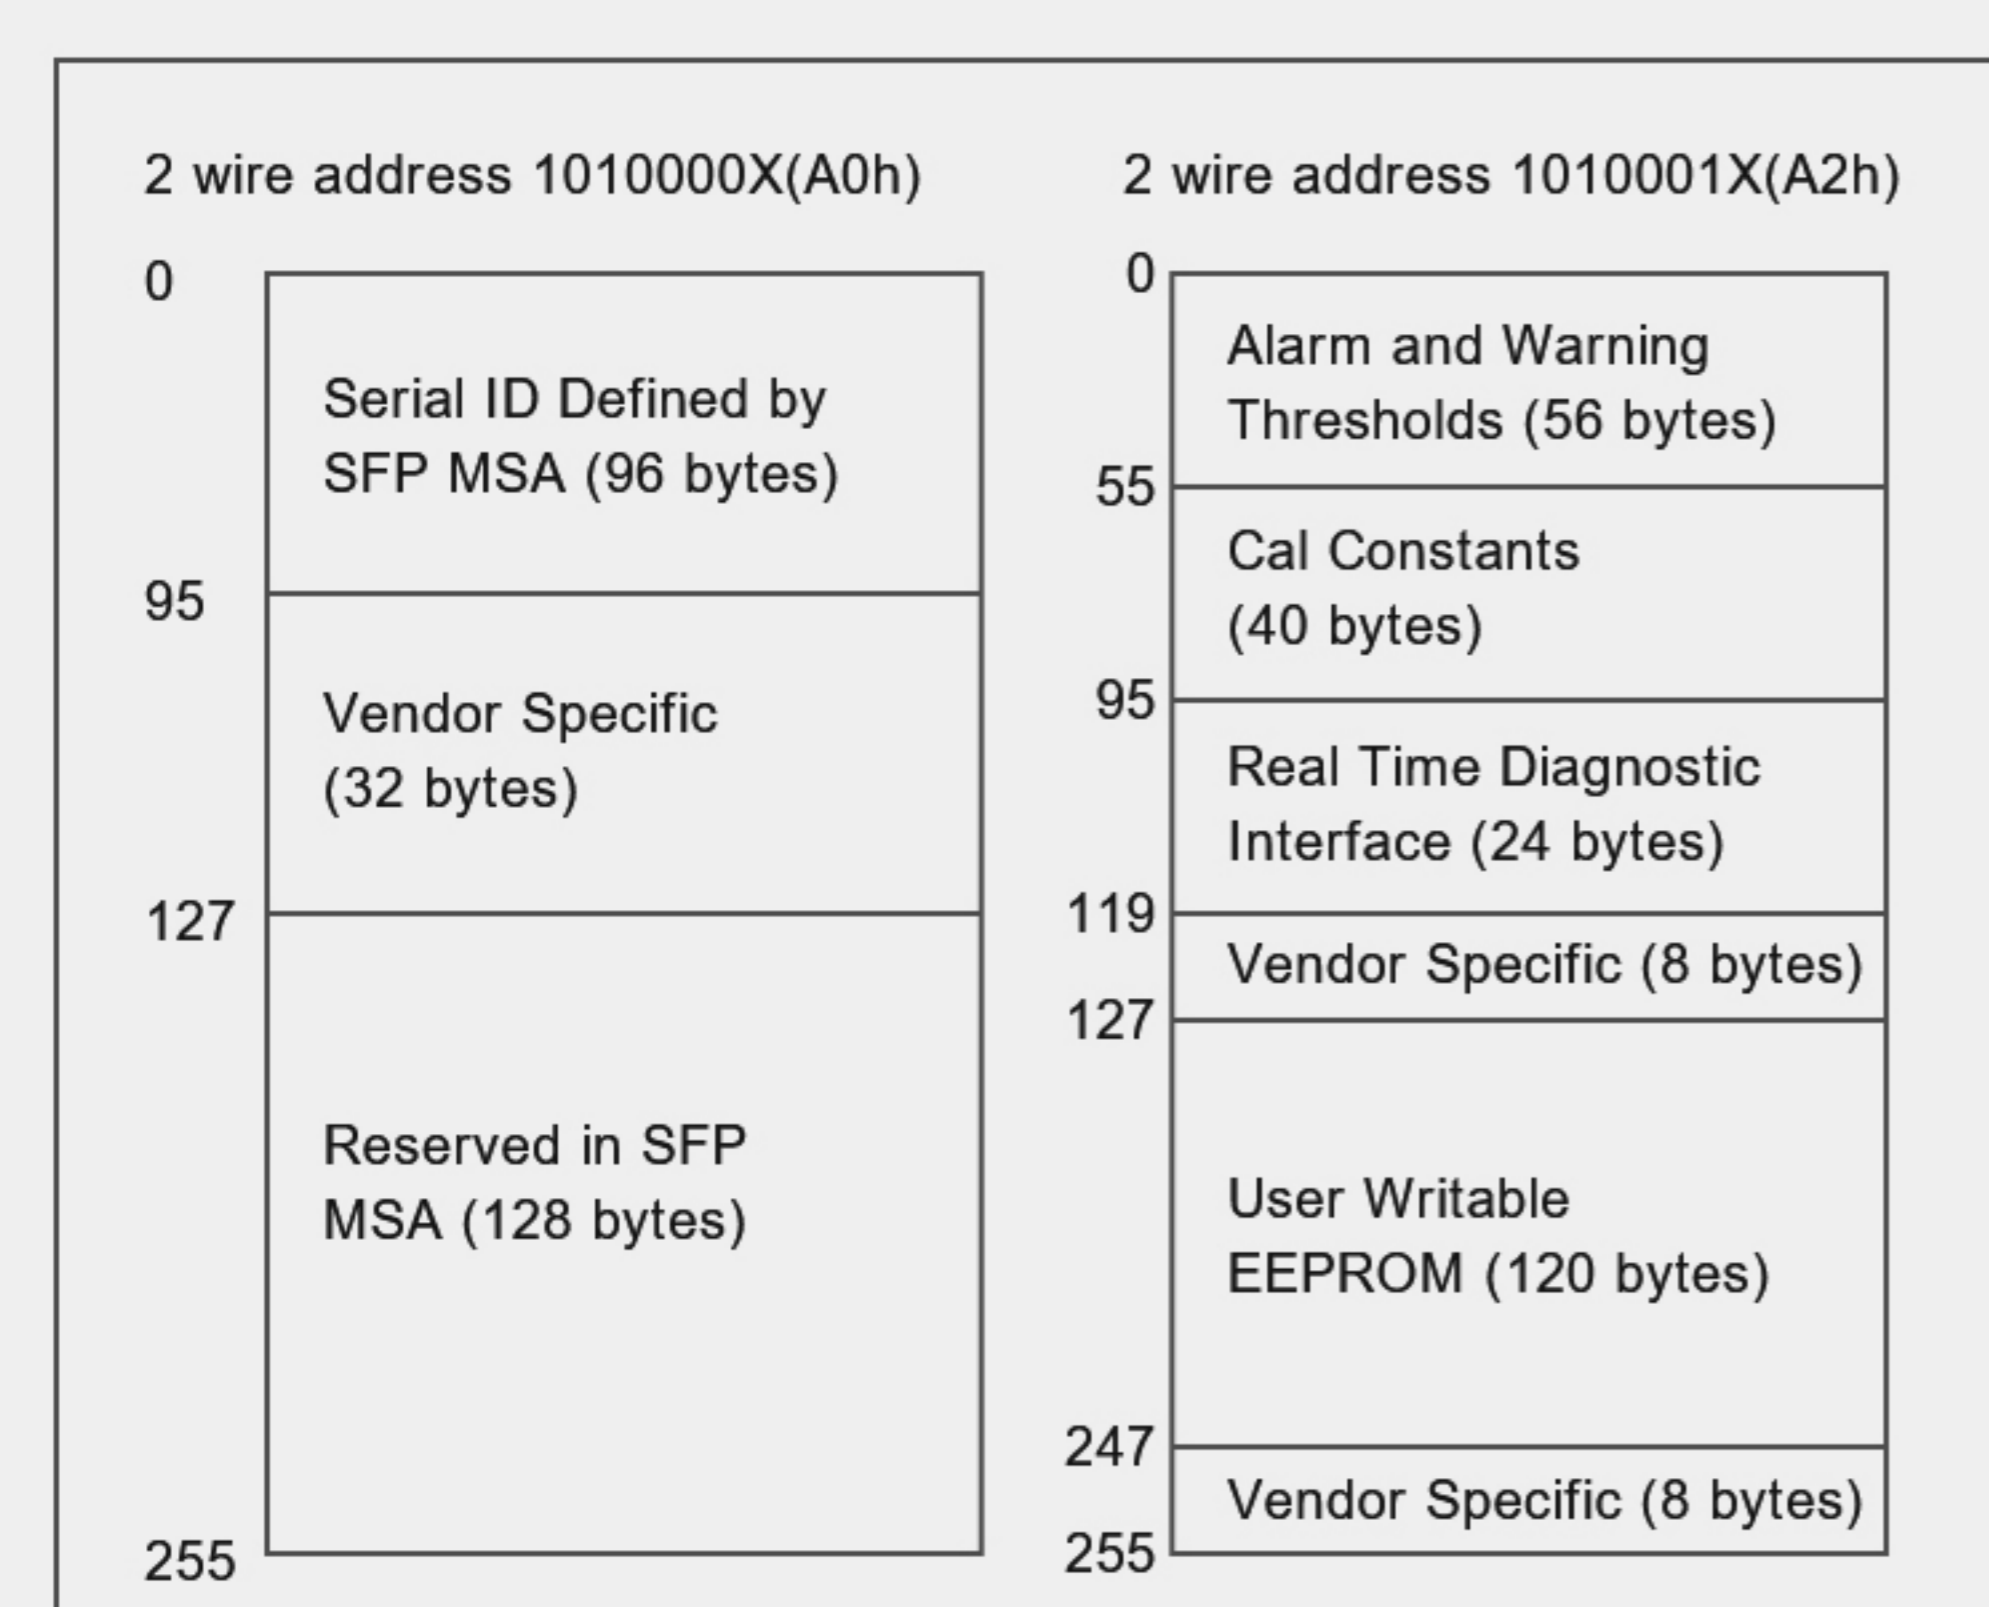 2 wire address 1010000X(A0h)
0
Serial ID Defined by
SFP MSA (96 bytes)
95
Vendor Specific
(32 bytes)
127
Reserved in SFP
MSA (128 bytes)
255
2 wire address 1010001X(A2h)
0
Alarm and Warning
Thresholds (56 bytes)
55
Cal Constants
(40 bytes)
95
Real Time Diagnostic
Interface (24 bytes)
119
Vendor Specific (8 bytes)
127
User Writable
EEPROM (120 bytes)
247
Vendor Specific (8 bytes)
255